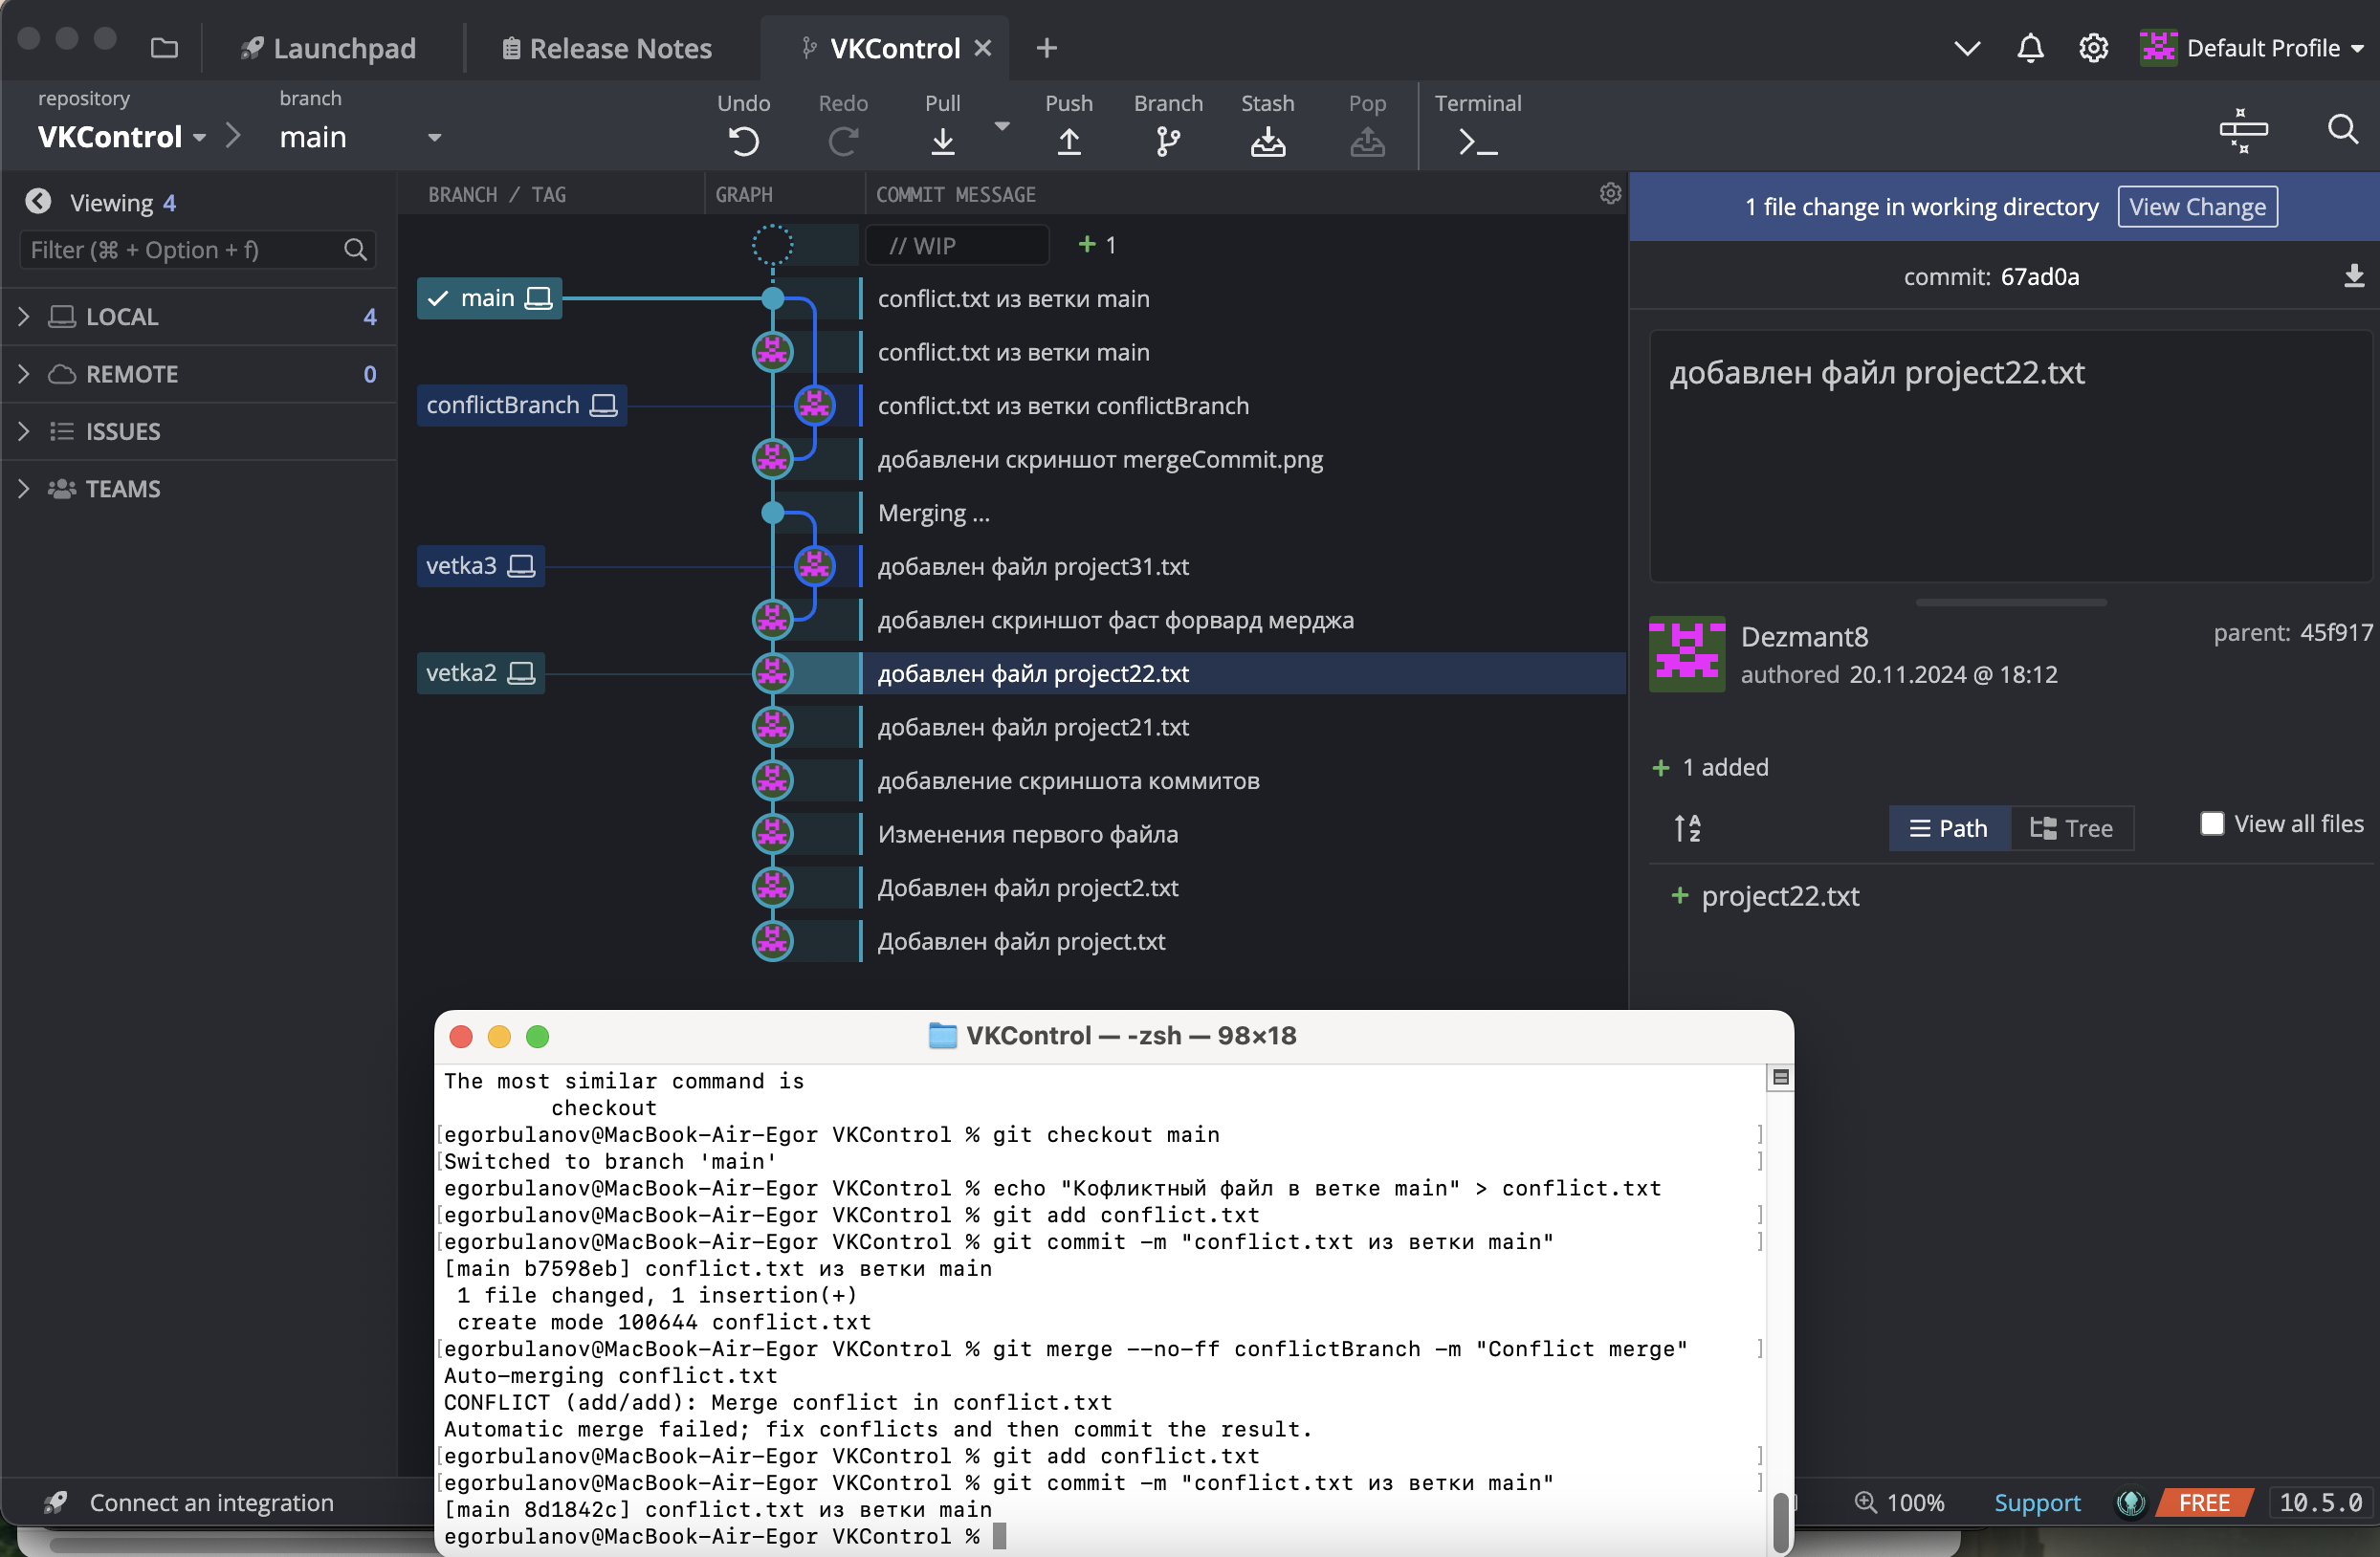 Launchpad
Release Notes
VKControl
Default Profile
repository
VKControl
branch
main
Undo
Redo
Pull
Push
Branch
Stash
Pop
Terminal
Viewing 4
Filter (⌘ + Option + f)
LOCAL 4
REMOTE 0
ISSUES
TEAMS
BRANCH / TAG
GRAPH
COMMIT MESSAGE
// WIP
+ 1
main
conflict.txt из ветки main
conflict.txt из ветки main
conflictBranch
conflict.txt из ветки conflictBranch
добавлени скриншот mergeCommit.png
Merging ...
vetka3
добавлен файл project31.txt
добавлен скриншот фаст форвард мерджа
vetka2
добавлен файл project22.txt
добавлен файл project21.txt
добавление скриншота коммитов
Изменения первого файла
Добавлен файл project2.txt
Добавлен файл project.txt
1 file change in working directory
View Change
commit: 67ad0a
добавлен файл project22.txt
Dezmant8
authored 20.11.2024 @ 18:12
parent: 45f917
+ 1 added
Path
Tree
View all files
+ project22.txt
VKControl — -zsh — 98×18
The most similar command is
checkout
egorbulanov@MacBook-Air-Egor VKControl % git checkout main
Switched to branch 'main'
egorbulanov@MacBook-Air-Egor VKControl % echo "Кофликтный файл в ветке main" > conflict.txt
egorbulanov@MacBook-Air-Egor VKControl % git add conflict.txt
egorbulanov@MacBook-Air-Egor VKControl % git commit -m "conflict.txt из ветки main"
[main b7598eb] conflict.txt из ветки main
1 file changed, 1 insertion(+)
create mode 100644 conflict.txt
egorbulanov@MacBook-Air-Egor VKControl % git merge --no-ff conflictBranch -m "Conflict merge"
Auto-merging conflict.txt
CONFLICT (add/add): Merge conflict in conflict.txt
Automatic merge failed; fix conflicts and then commit the result.
egorbulanov@MacBook-Air-Egor VKControl % git add conflict.txt
egorbulanov@MacBook-Air-Egor VKControl % git commit -m "conflict.txt из ветки main"
[main 8d1842c] conflict.txt из ветки main
egorbulanov@MacBook-Air-Egor VKControl %
Connect an integration
100%
Support
FREE
10.5.0